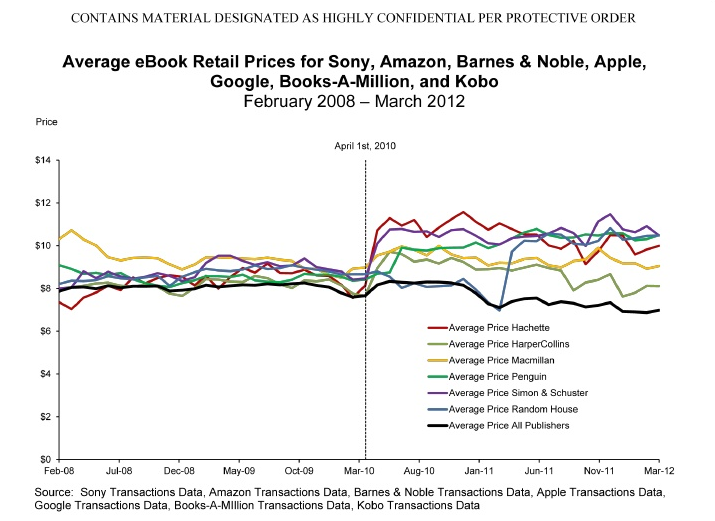 CONTAINS MATERIAL DESIGNATED AS HIGHLY CONFIDENTIAL PER PROTECTIVE ORDER
Average eBook Retail Prices for Sony, Amazon, Barnes & Noble, Apple,
Google, Books-A-Million, and Kobo
February 2008 – March 2012
Price
April 1st, 2010
$14
$12
$10
$8
$6
$4
$2
$0
Average Price Hachette
Average Price HarperCollins
Average Price Macmillan
Average Price Penguin
Average Price Simon & Schuster
Average Price Random House
Average Price All Publishers
Feb-08 Jul-08 Dec-08 May-09 Oct-09 Mar-10 Aug-10 Jan-11 Jun-11 Nov-11 Mar-12
Source: Sony Transactions Data, Amazon Transactions Data, Barnes & Noble Transactions Data, Apple Transactions Data,
Google Transactions Data, Books-A-MIllion Transactions Data, Kobo Transactions Data